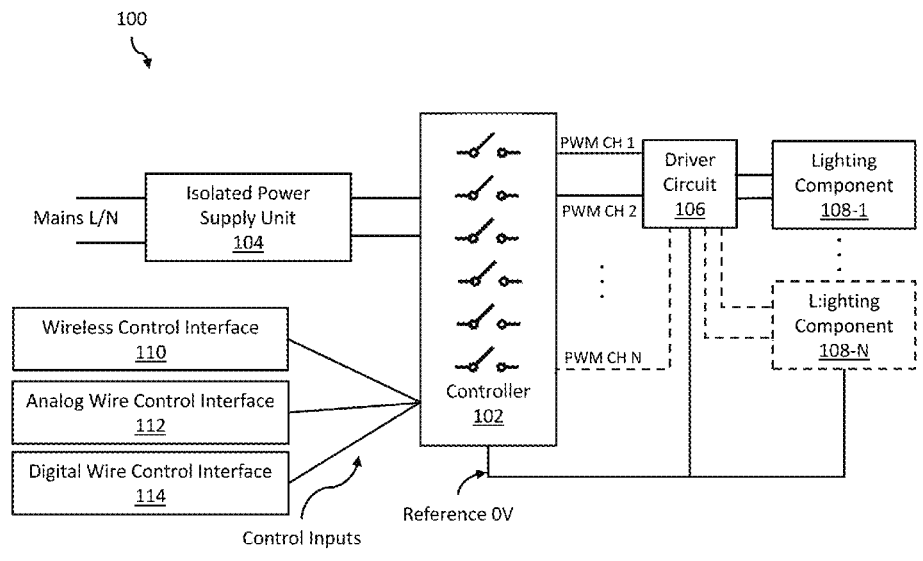 100
Mains L/N
Isolated Power
Supply Unit
104
PWM CH 1
PWM CH 2
PWM CH N
Driver
Circuit
106
Lighting
Component
108-1
L:ighting
Component
108-N
Wireless Control Interface
110
Analog Wire Control Interface
112
Digital Wire Control Interface
114
Controller
102
Reference 0V
Control Inputs